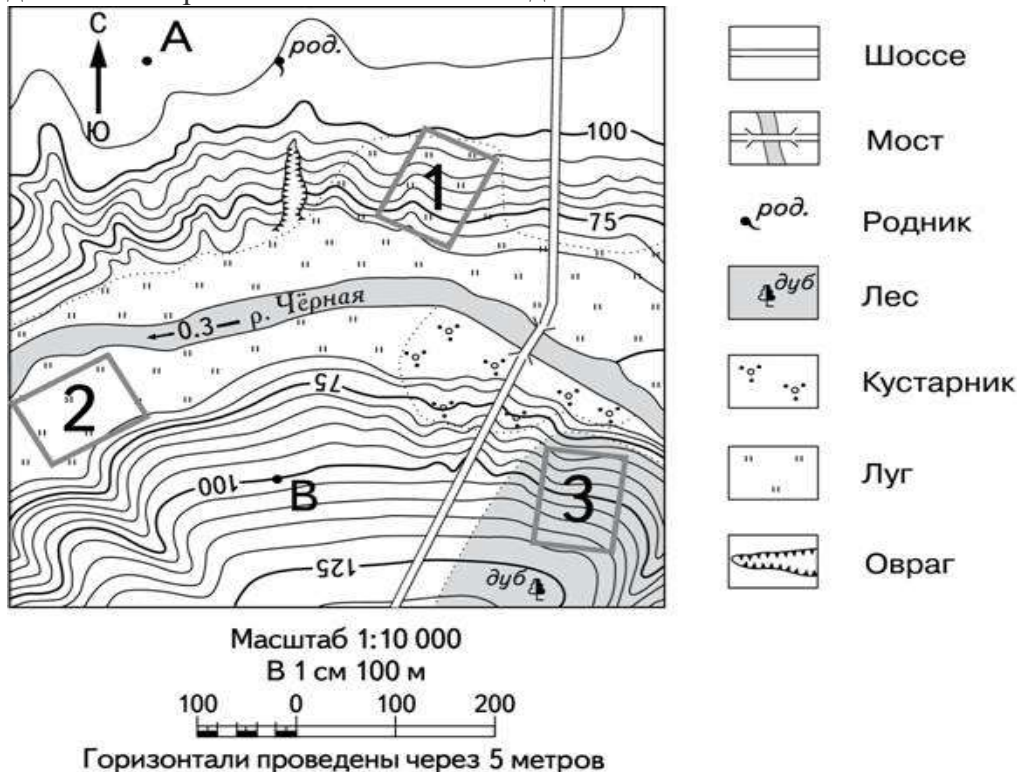 С
А
род.
Ю
100
1
75
0.3 р. Чёрная
2
75
100
В
3
125
дуб
Шоссе
Мост
род.
Родник
дуб
Лес
Кустарник
Луг
Овраг
Масштаб 1:10 000
В 1 см 100 м
100 0 100 200
Горизонтали проведены через 5 метров